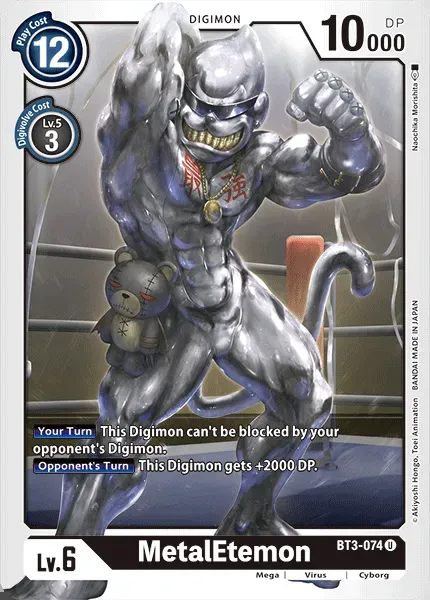 Play Cost
12
DIGIMON
DP
10000
Digivolve Cost
Lv.5
3
Naochika Morishita
最強
Your Turn This Digimon can't be blocked by your
opponent's Digimon.
Opponent's Turn This Digimon gets +2000 DP.
©Akiyoshi Hongo, Toei Animation BANDAI MADE IN JAPAN
Lv.6
MetalEtemon
BT3-074 U
Mega Virus Cyborg